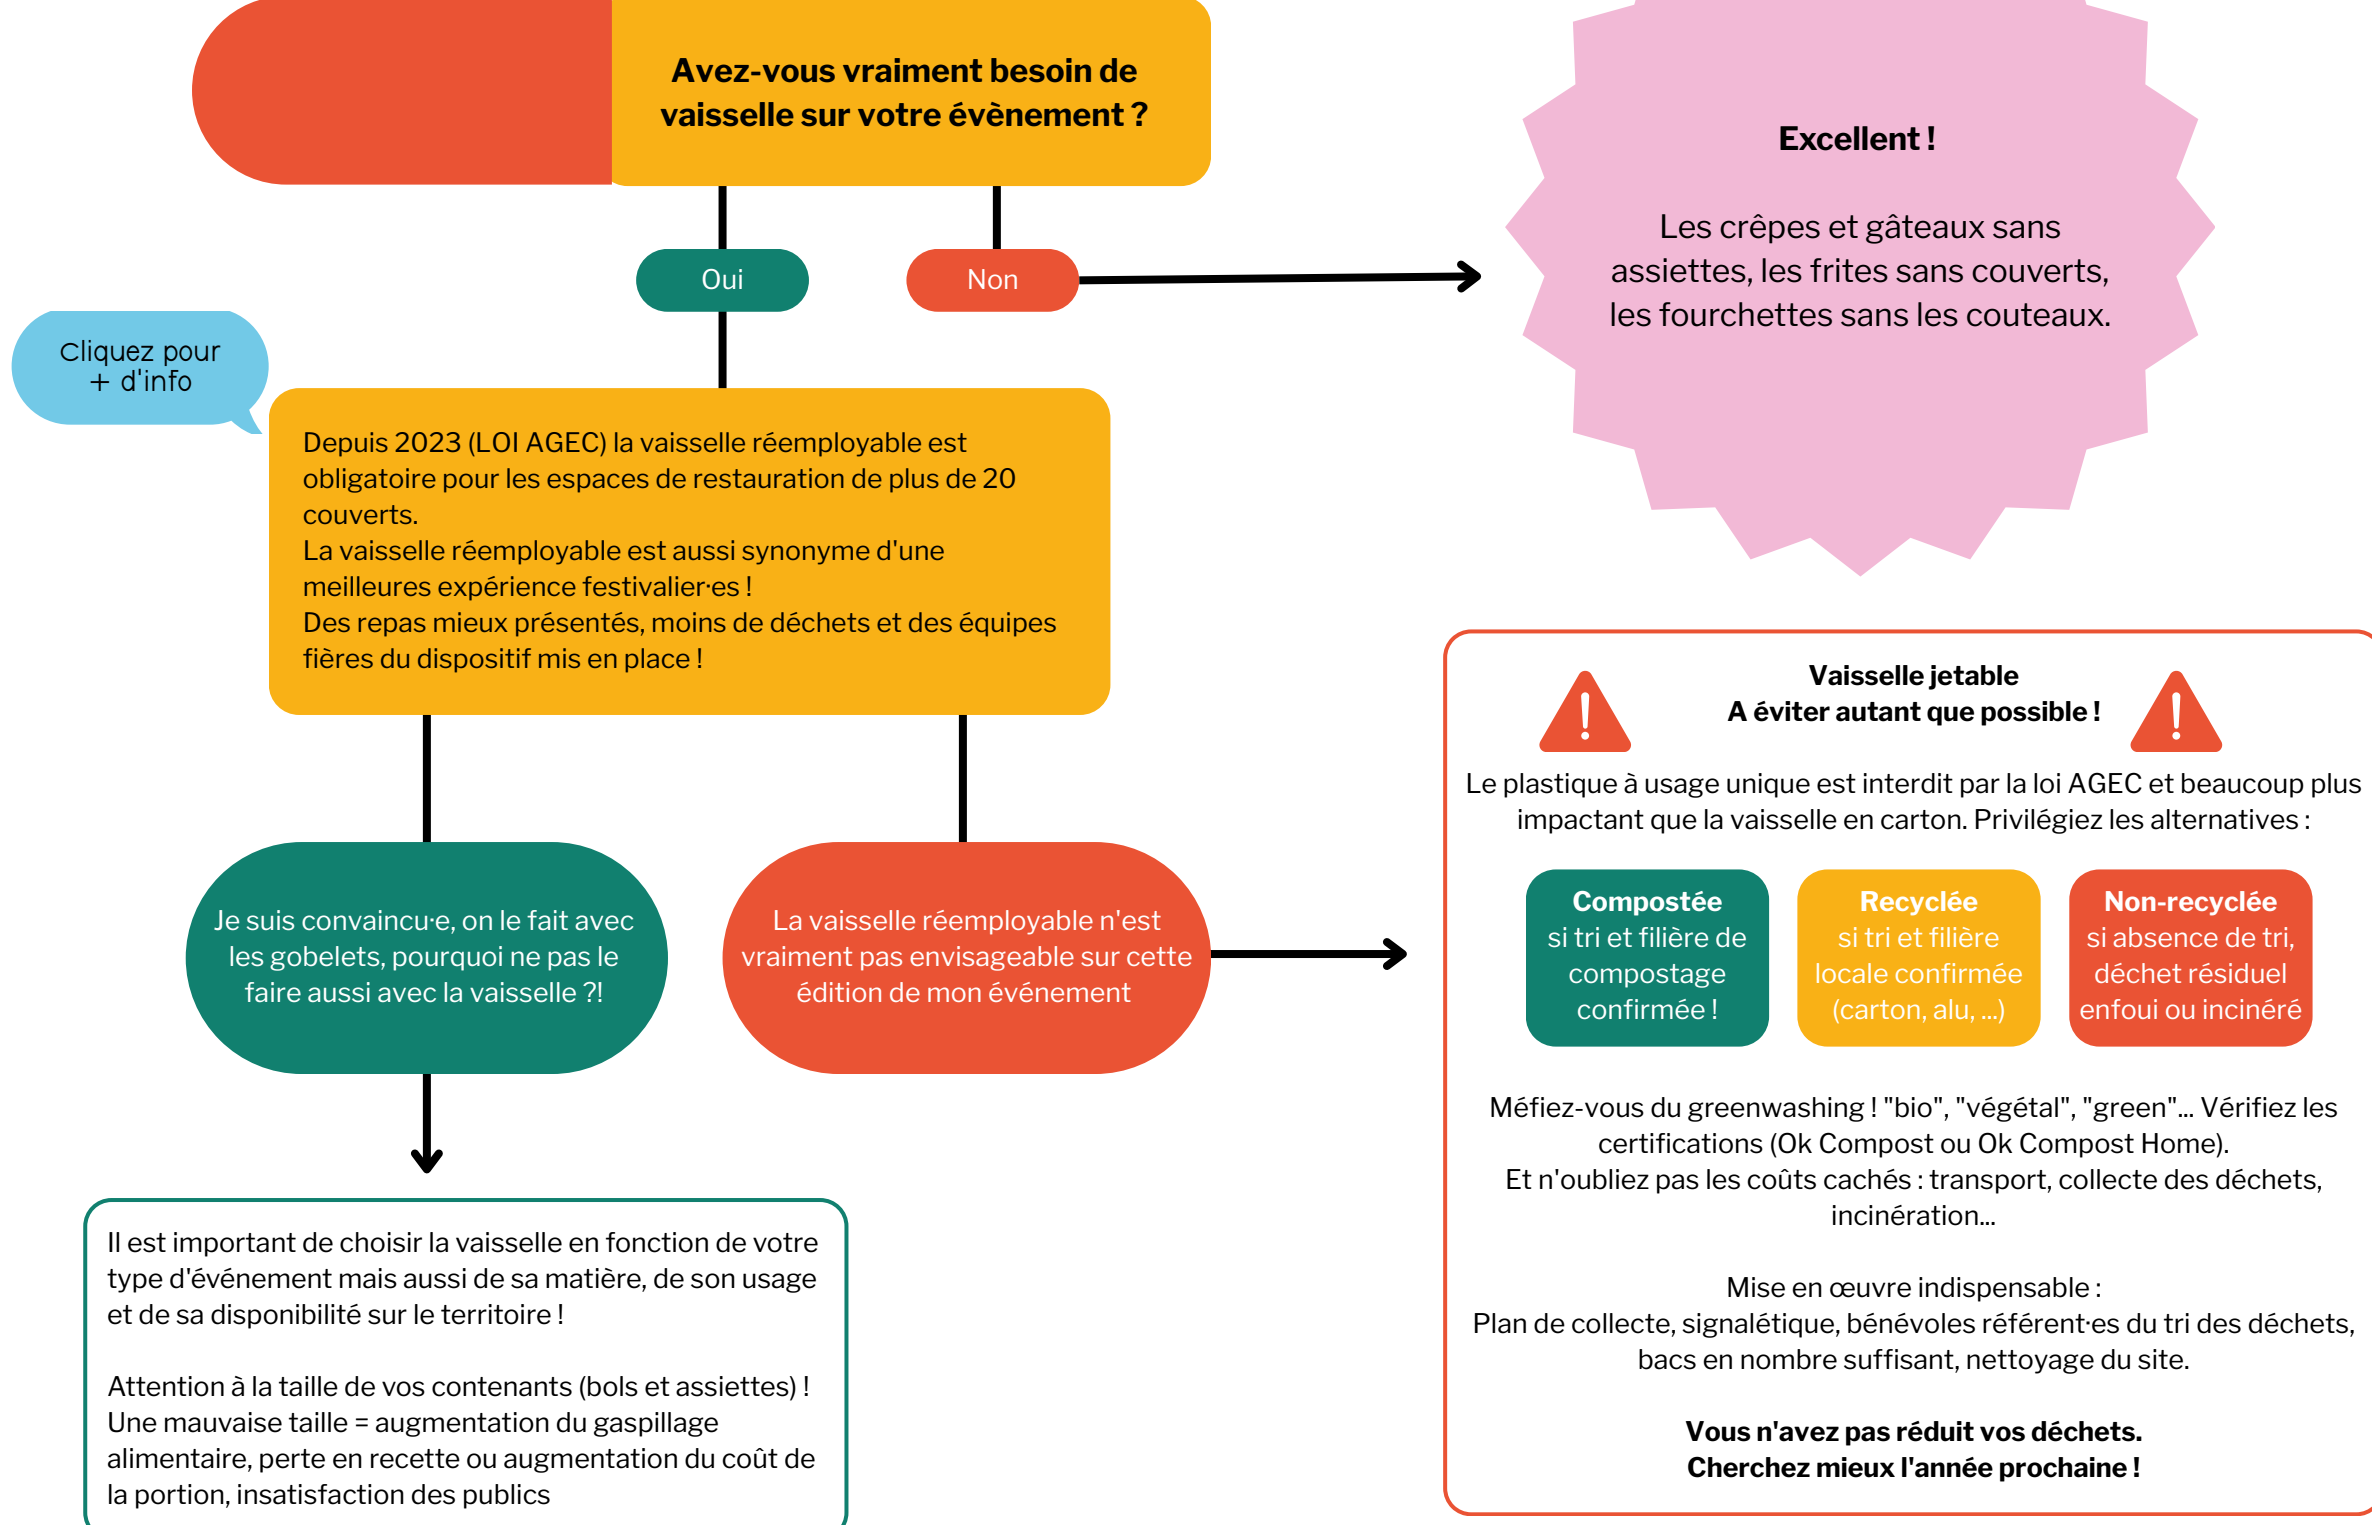 Avez-vous vraiment besoin de
vaisselle sur votre évènement ?
Oui
Non
Excellent !
Les crêpes et gâteaux sans
assiettes, les frites sans couverts,
les fourchettes sans les couteaux.
Cliquez pour
+ d'info
Depuis 2023 (LOI AGEC) la vaisselle réemployable est
obligatoire pour les espaces de restauration de plus de 20
couverts.
La vaisselle réemployable est aussi synonyme d'une
meilleures expérience festivalier·es !
Des repas mieux présentés, moins de déchets et des équipes
fières du dispositif mis en place !
Je suis convaincu·e, on le fait avec
les gobelets, pourquoi ne pas le
faire aussi avec la vaisselle ?!
La vaisselle réemployable n'est
vraiment pas envisageable sur cette
édition de mon événement
Il est important de choisir la vaisselle en fonction de votre
type d'événement mais aussi de sa matière, de son usage
et de sa disponibilité sur le territoire !
Attention à la taille de vos contenants (bols et assiettes) !
Une mauvaise taille = augmentation du gaspillage
alimentaire, perte en recette ou augmentation du coût de
la portion, insatisfaction des publics
Vaisselle jetable
A éviter autant que possible !
Le plastique à usage unique est interdit par la loi AGEC et beaucoup plus
impactant que la vaisselle en carton. Privilégiez les alternatives :
Compostée
si tri et filière de
compostage
confirmée !
Recyclée
si tri et filière
locale confirmée
(carton, alu, ...)
Non-recyclée
si absence de tri,
déchet résiduel
enfoui ou incinéré
Méfiez-vous du greenwashing ! "bio", "végétal", "green"... Vérifiez les
certifications (Ok Compost ou Ok Compost Home).
Et n'oubliez pas les coûts cachés : transport, collecte des déchets,
incinération...
Mise en œuvre indispensable :
Plan de collecte, signalétique, bénévoles référent·es du tri des déchets,
bacs en nombre suffisant, nettoyage du site.
Vous n'avez pas réduit vos déchets.
Cherchez mieux l'année prochaine !